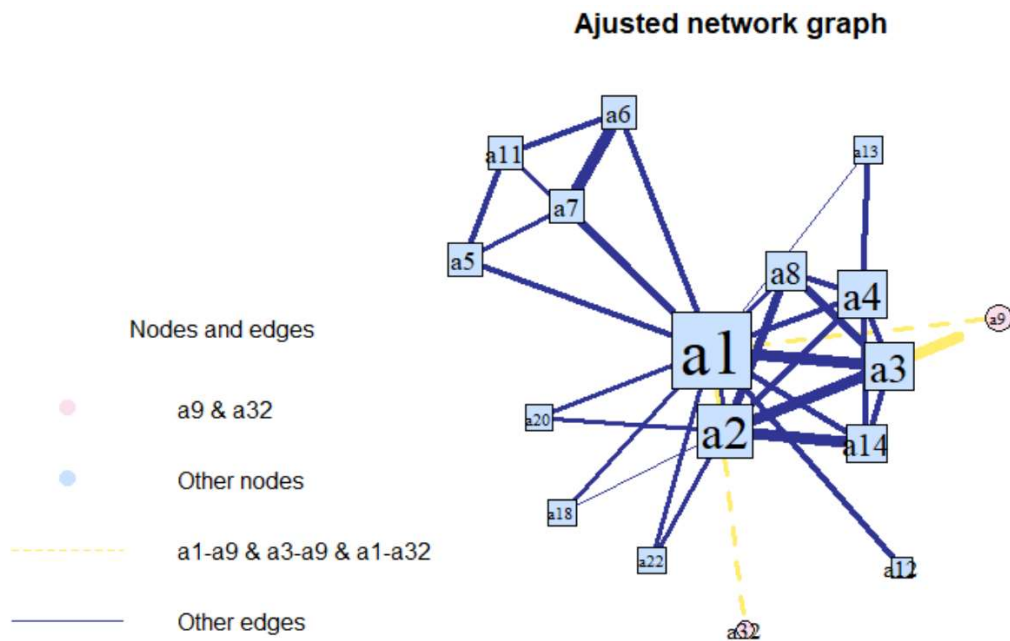 Ajusted network graph
a6
a11
a13
a7
a5
a8
a4
Nodes and edges
a9
a1
a3
a9 & a32
a20
a2
a14
Other nodes
a18
a1-a9 & a3-a9 & a1-a32
a22
a12
Other edges
a32